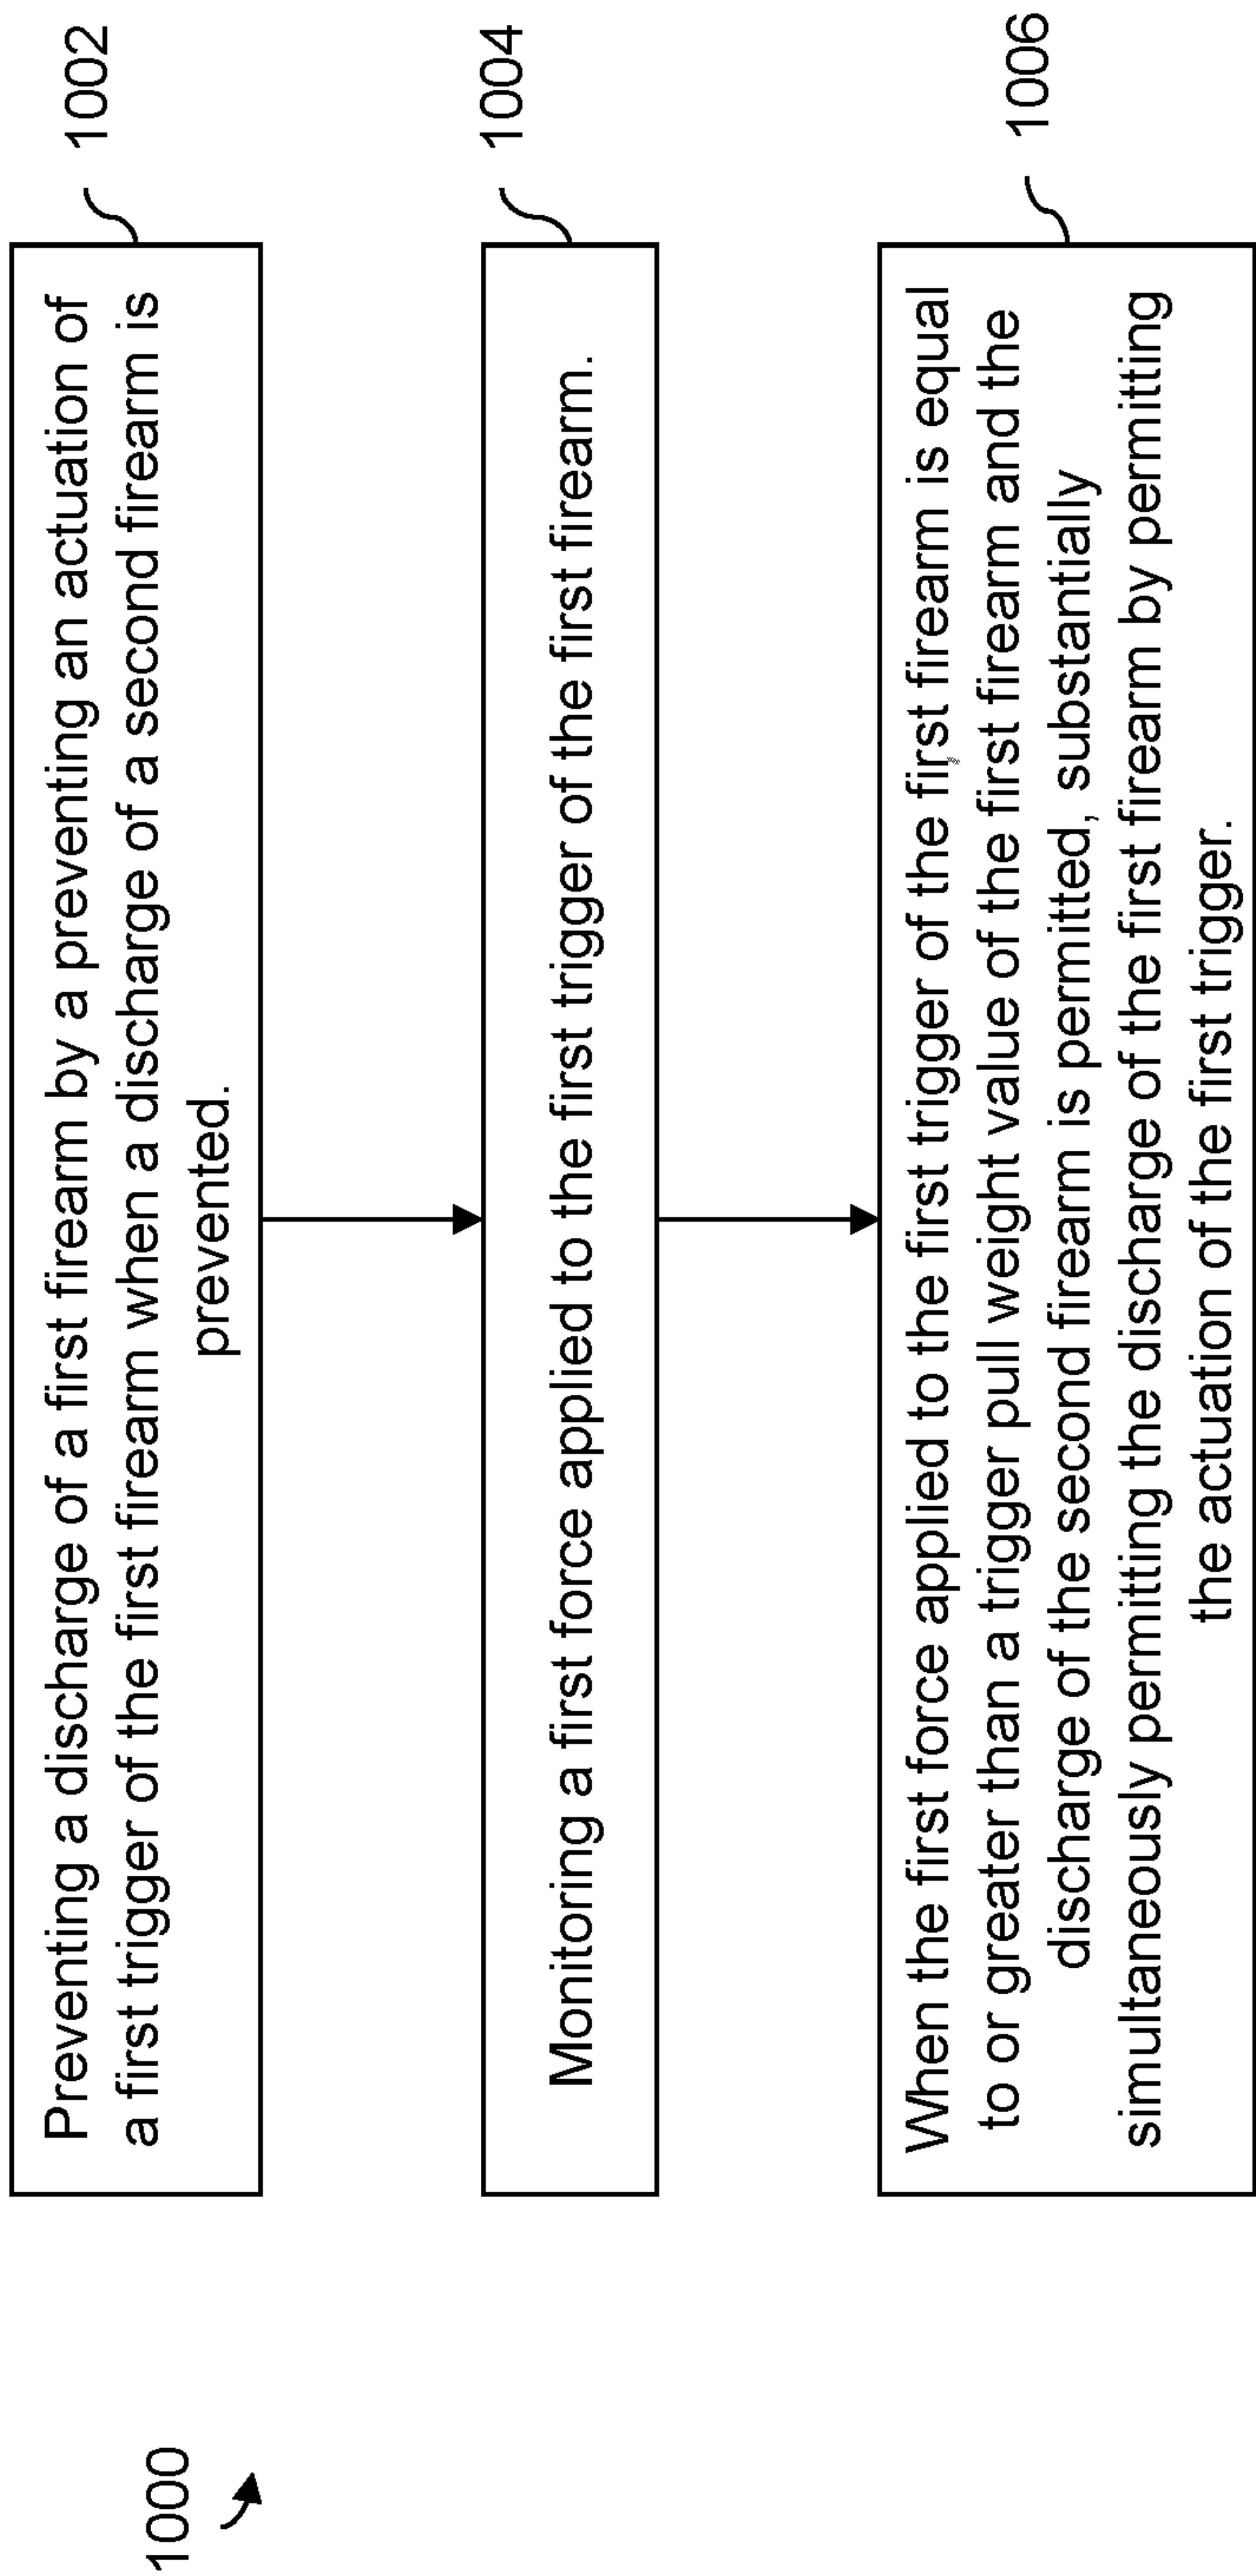 1000
Preventing a discharge of a first firearm by a preventing an actuation of
a first trigger of the first firearm when a discharge of a second firearm is
prevented.
1002
Monitoring a first force applied to the first trigger of the first firearm.
1004
When the first force applied to the first trigger of the first firearm is equal
to or greater than a trigger pull weight value of the first firearm and the
discharge of the second firearm is permitted, substantially
simultaneously permitting the discharge of the first firearm by permitting
the actuation of the first trigger.
1006